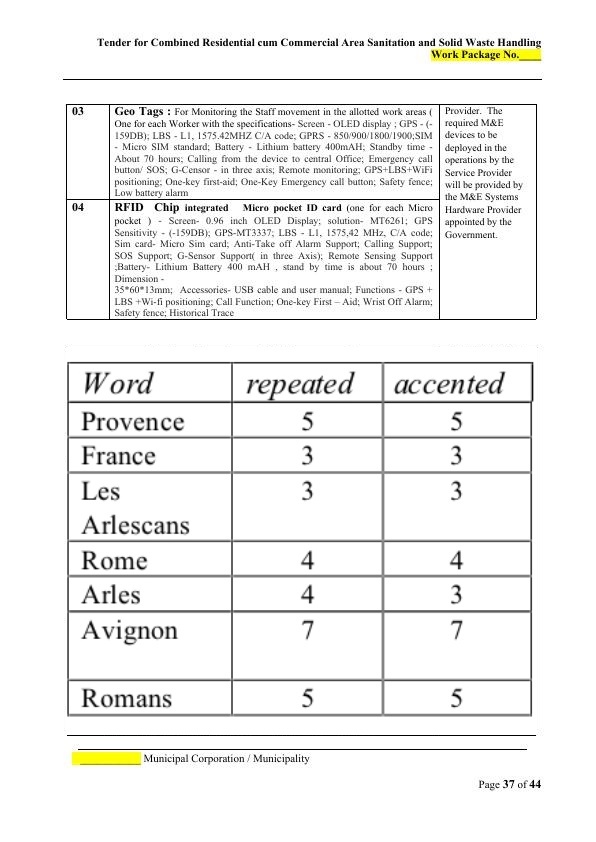 Tender for Combined Residential cum Commercial Area Sanitation and Solid Waste Handling
Work Package No.____
03
Geo Tags : For Monitoring the Staff movement in the allotted work areas (
One for each Worker with the specifications- Screen - OLED display ; GPS - (-
159DB); LBS - L1, 1575.42MHZ C/A code; GPRS - 850/900/1800/1900;SIM
- Micro SIM standard; Battery - Lithium battery 400mAH; Standby time -
About 70 hours; Calling from the device to central Office; Emergency call
button/ SOS; G-Censor - in three axis; Remote monitoring; GPS+LBS+WiFi
positioning; One-key first-aid; One-Key Emergency call button; Safety fence;
Low battery alarm
04
RFID Chip integrated Micro pocket ID card (one for each Micro
pocket ) - Screen- 0.96 inch OLED Display; solution- MT6261; GPS
Sensitivity - (-159DB); GPS-MT3337; LBS - L1, 1575,42 MHZ, C/A code;
Sim card- Micro Sim card; Anti-Take off Alarm Support; Calling Support;
SOS Support; G-Sensor Support( in three Axis); Remote Sensing Support
;Battery- Lithium Battery 400 mAH , stand by time is about 70 hours ;
Dimension -
35*60*13mm; Accessories- USB cable and user manual; Functions - GPS +
LBS +Wi-fi positioning; Call Function; One-key First – Aid; Wrist Off Alarm;
Safety fence; Historical Trace
Provider. The
required M&E
devices to be
deployed in the
operations by the
Service Provider
will be provided by
the M&E Systems
Hardware Provider
appointed by the
Government.
Word repeated accented
Provence 5 5
France 3 3
Les 3 3
Arlescans
Rome 4 4
Arles 4 3
Avignon 7 7
Romans 5 5
___________ Municipal Corporation / Municipality
Page 37 of 44